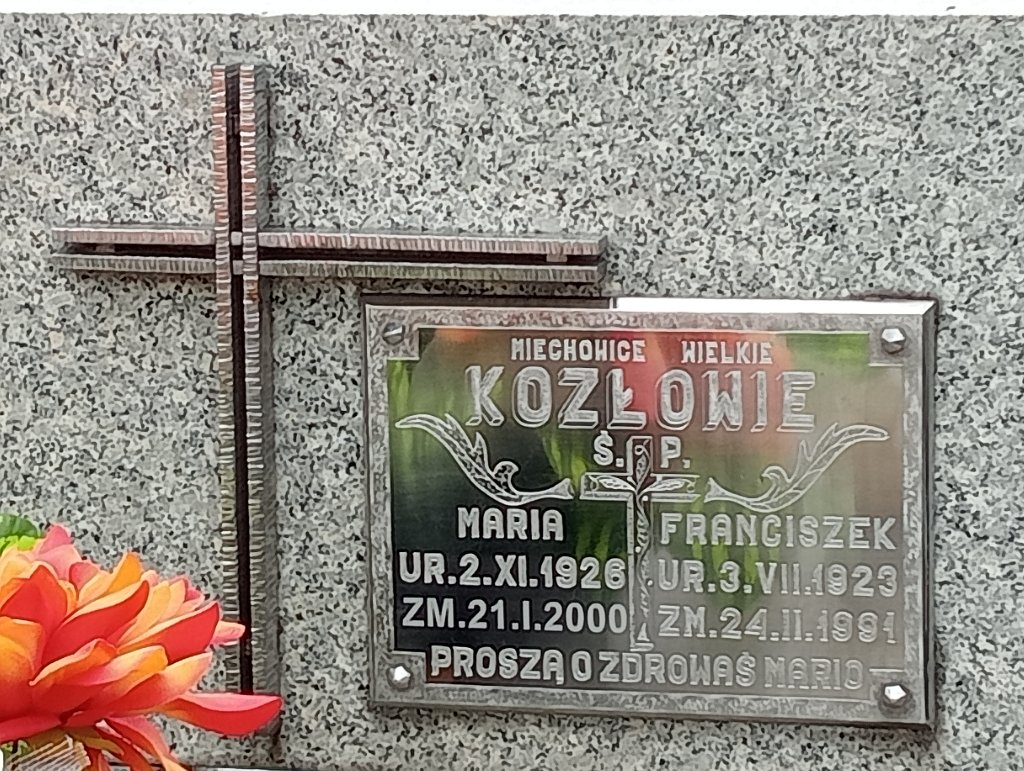 MIECHOWICE WIELKIE
KOZŁOWIE
Ś. P.
MARIA FRANCISZEK
UR.2.XI.1926 UR.3.VII.1923
ZM.21.I.2000 ZM.24.II.1991
PROSZĄ O ZDROWAŚ MARIO